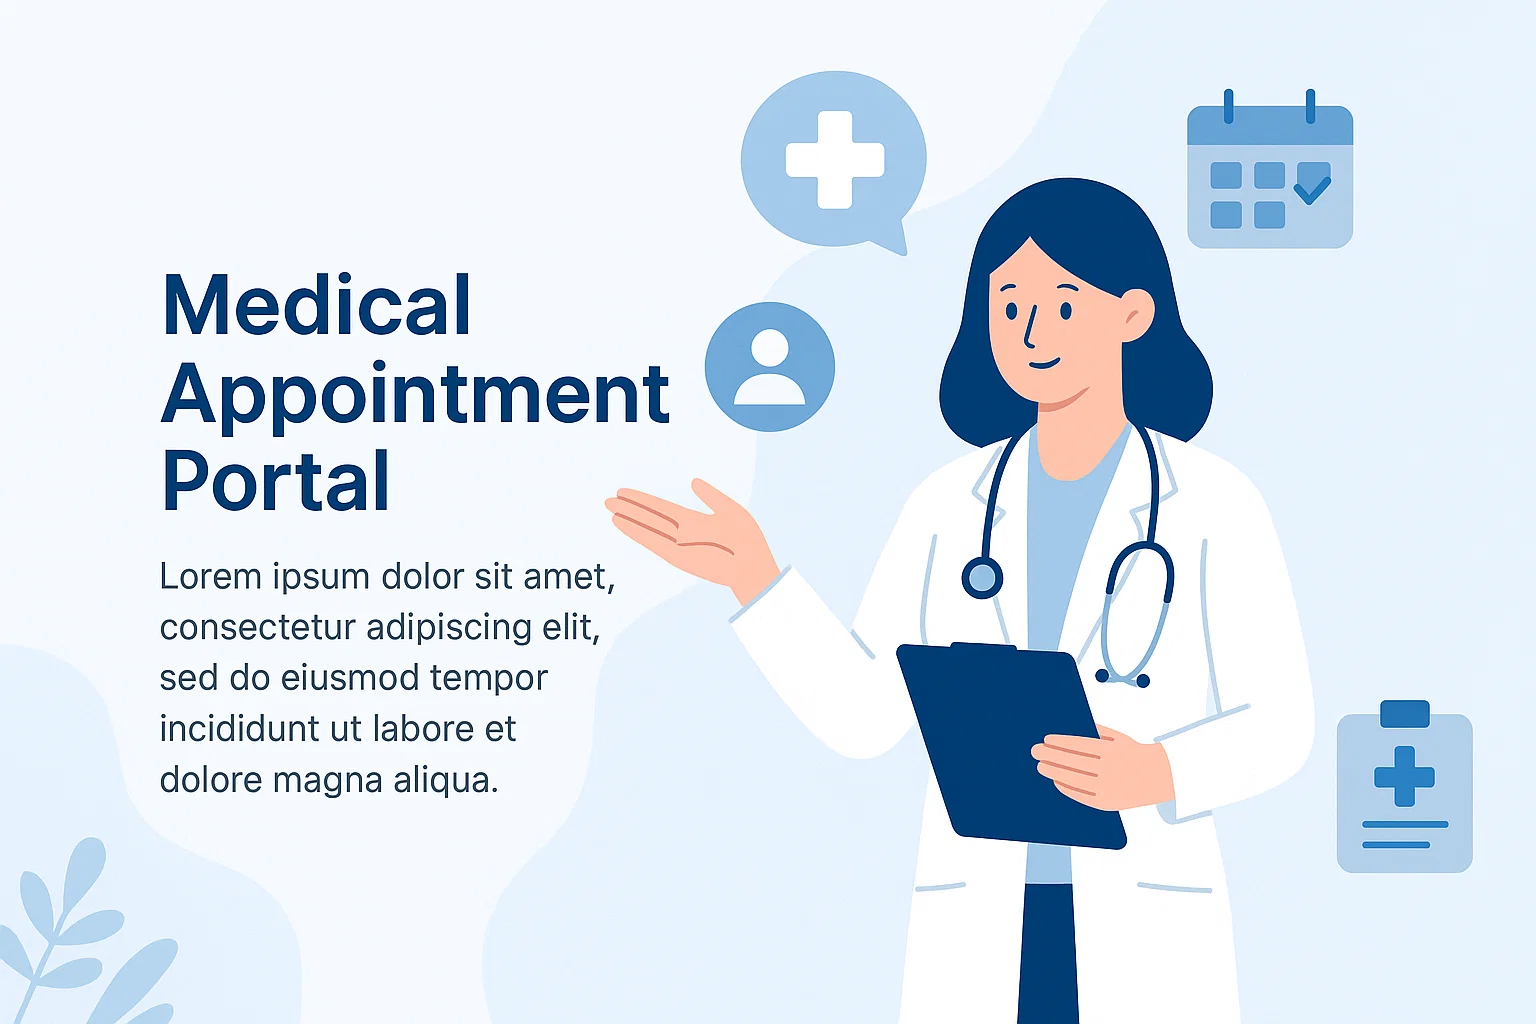 Medical
Appointment
Portal
Lorem ipsum dolor sit amet,
consectetur adipiscing elit,
sed do eiusmod tempor
incididunt ut labore et
dolore magna aliqua.